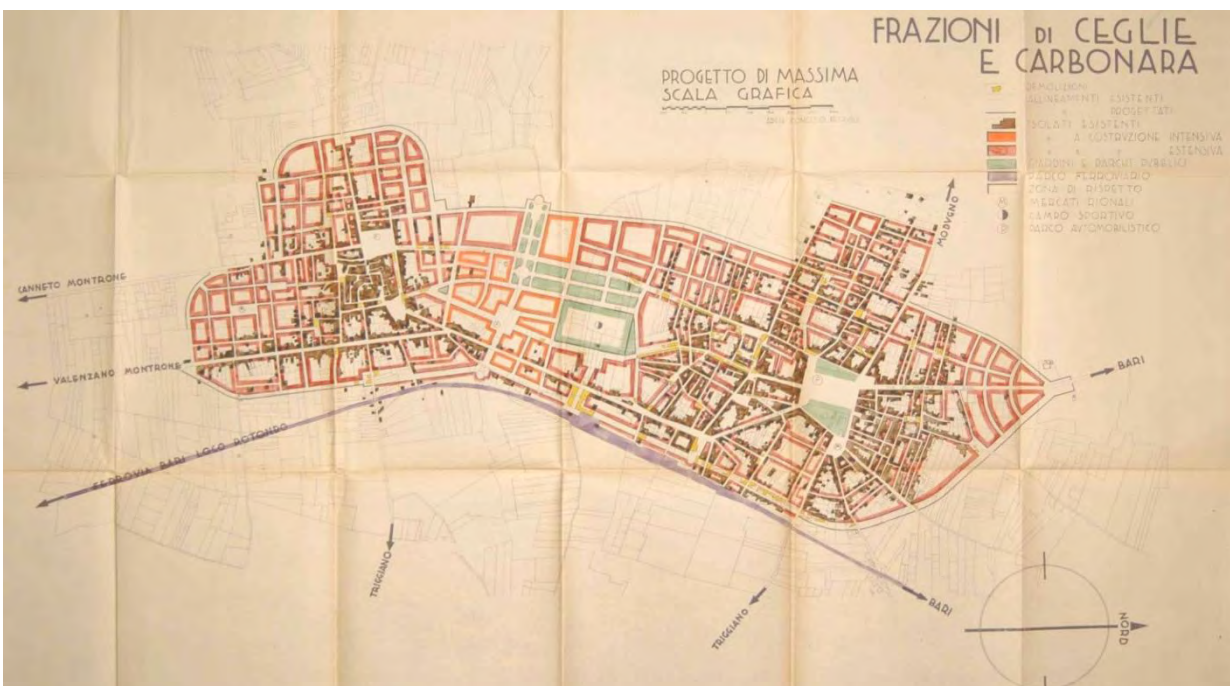 FRAZIONI DI CEGLIE
E CARBONARA
PROGETTO DI MASSIMA
SCALA GRAFICA
DEMOLIZIONI
ALLINEAMENTI ESISTENTI
" PROGETTATI
ISOLATI ESISTENTI
" A COSTRUZIONE INTENSIVA
" " " ESTENSIVA
GIARDINI E PARCHI PUBBLICI
PARCO FERROVIARIO
ZONA DI RISPETTO
M MERCATI RIONALI
CAMPO SPORTIVO
P PARCO AUTOMOBILISTICO
MODUGNO
CANNETO MONTRONE
VALENZANO MONTRONE
BARI
FERROVIA BARI LOCO ROTONDO
TRIGGIANO
TRIGGIANO
BARI
NORD